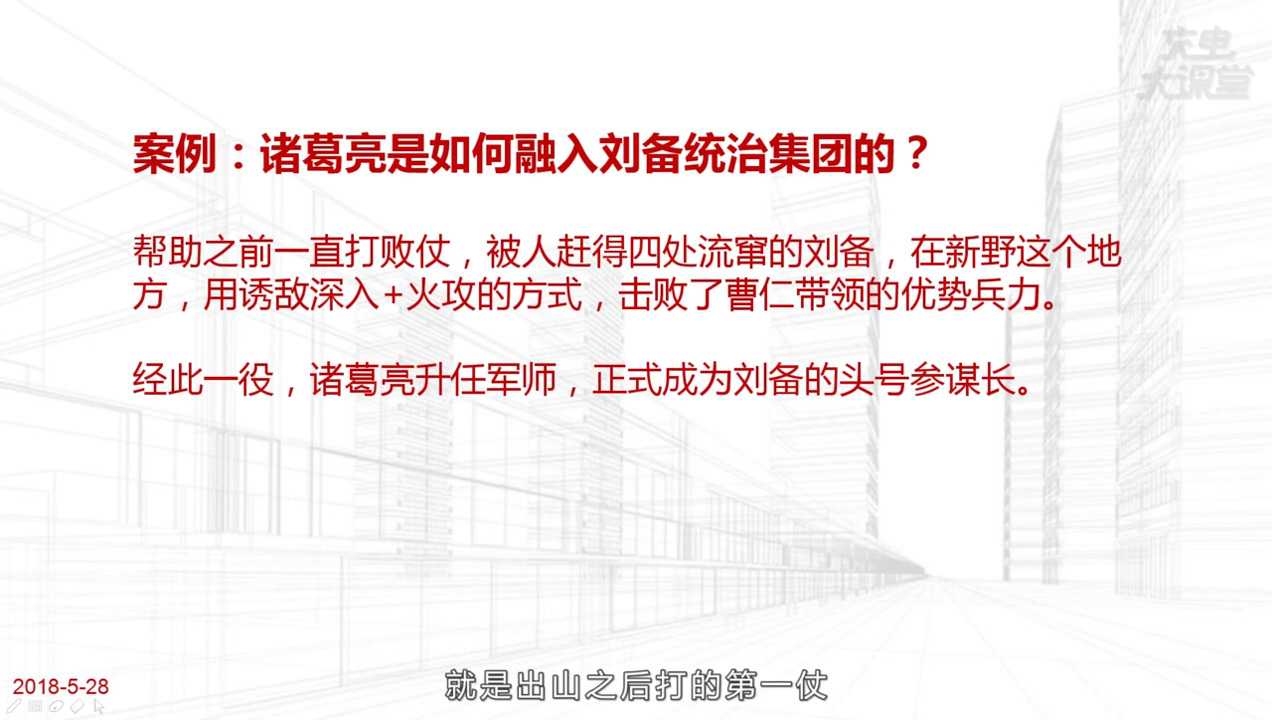 充电
大课堂
案例：诸葛亮是如何融入刘备统治集团的？
帮助之前一直打败仗，被人赶得四处流窜的刘备，在新野这个地
方，用诱敌深入+火攻的方式，击败了曹仁带领的优势兵力。
经此一役，诸葛亮升任军师，正式成为刘备的头号参谋长。
就是出山之后打的第一仗
2018-5-28